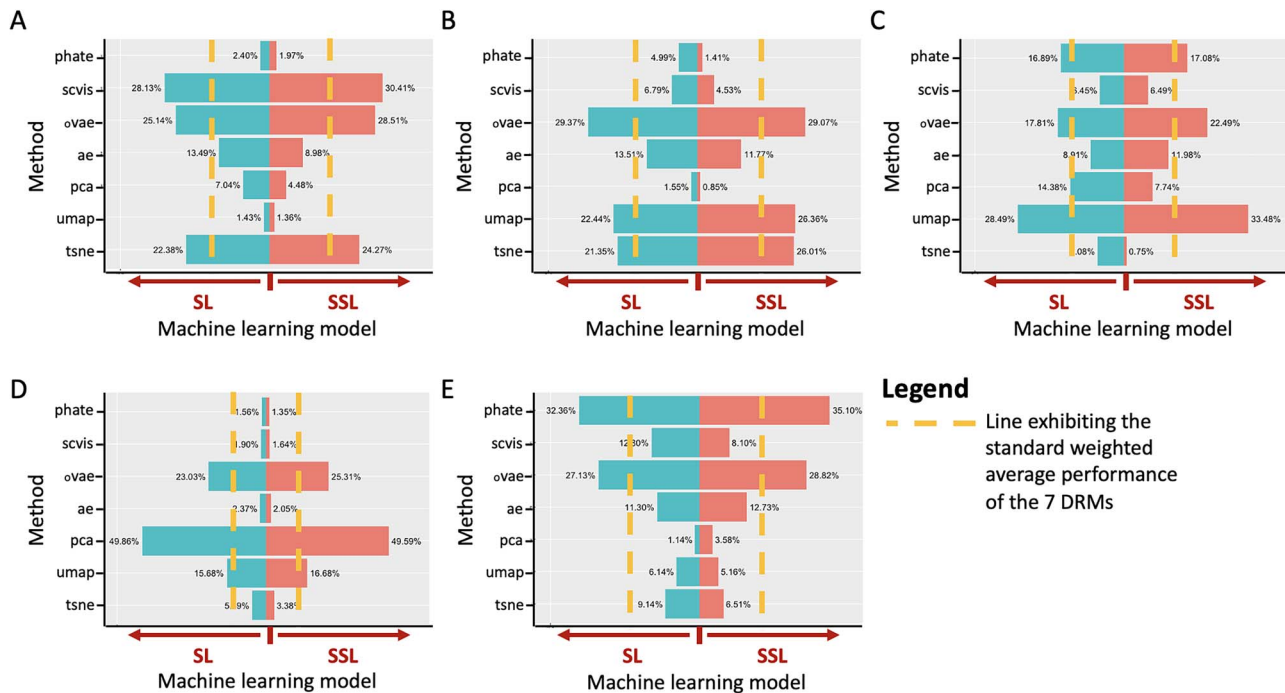 A
Method
phate
2.40% 1.97%
scvis
28.13% 30.41%
βvae
25.14% 28.51%
ae
13.49% 8.98%
pca
7.04% 4.48%
umap
1.43% 1.36%
tsne
22.38% 24.27%
SL SSL
Machine learning model
B
Method
phate
4.99% 1.41%
scvis
6.79% 4.53%
βvae
29.37% 29.07%
ae
13.51% 11.77%
pca
1.55% 0.85%
umap
22.44% 26.36%
tsne
21.35% 26.01%
SL SSL
Machine learning model
C
Method
phate
16.89% 17.08%
scvis
6.49%
βvae
17.81% 22.49%
ae
8.91% 11.98%
pca
14.38% 7.74%
umap
28.49% 33.48%
tsne
0.75%
SL SSL
Machine learning model
D
Method
phate
1.56% 1.35%
scvis
1.90% 1.64%
βvae
23.03% 25.31%
ae
2.37% 2.05%
pca
49.86% 49.59%
umap
15.68% 16.68%
tsne
3.38%
SL SSL
Machine learning model
E
Method
phate
32.36% 35.10%
scvis
8.10%
βvae
27.13% 28.82%
ae
11.30% 12.73%
pca
1.14% 3.58%
umap
6.14% 5.16%
tsne
9.14% 6.51%
SL SSL
Machine learning model
Legend
Line exhibiting the
standard weighted
average performance
of the 7 DRMs